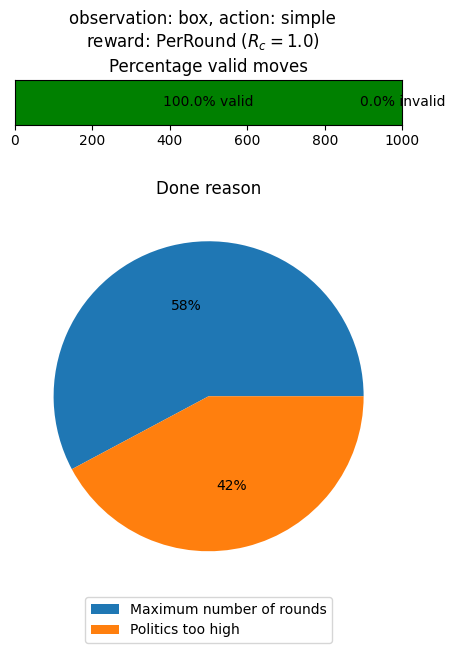 observation: box, action: simple
reward: PerRound ($R_c = 1.0$)
Percentage valid moves
100.0% valid
0.0% invalid
0 200 400 600 800 1000
Done reason
58%
42%
Maximum number of rounds
Politics too high